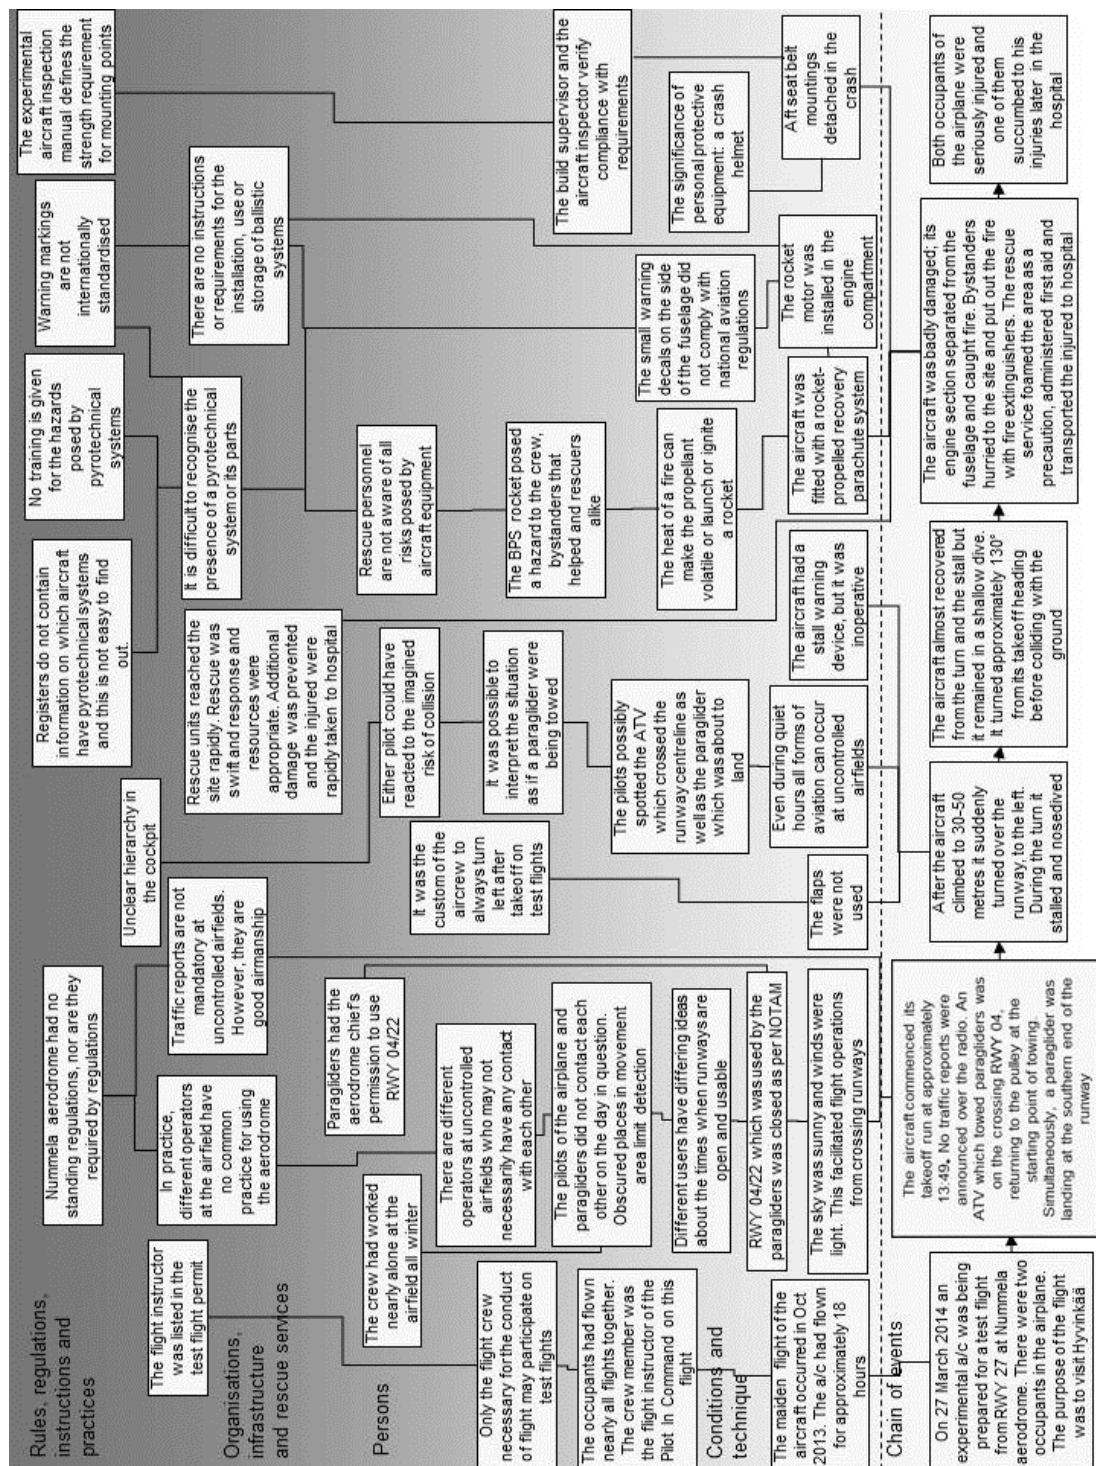 Rules, regulations,
instructions and
practices
Nummela aerodrome had no
standing regulations, nor are they
required by regulations
Unclear hierarchy in
the cockpit
Registers do not contain
information on which aircraft
have pyrotechnical systems
and this is not easy to find
out.
No training is given
for the hazards
posed by
pyrotechnical
systems
Warning markings
are not
internationally
standardised
The experimental
aircraft inspection
manual defines the
strength requirement
for mounting points
The flight instructor
was listed in the
test flight permit
In practice,
different operators
at the airfield have
no common
practice for using
the aerodrome
Traffic reports are not
mandatory at
uncontrolled airfields.
However, they are
good airmanship
Rescue units reached the
site rapidly. Rescue was
swift and response and
resources were
appropriate. Additional
damage was prevented
and the injured were
rapidly taken to hospital
It is difficult to recognise the
presence of a pyrotechnical
system or its parts
There are no instructions
or requirements for the
installation, use or
storage of ballistic
systems
Organisations,
infrastructure
and rescue services
Persons
The crew had worked
nearly alone at the
airfield all winter
Paragliders had the
aerodrome chief's
permission to use
RWY 04/22
Either pilot could have
reacted to the imagined
risk of collision
Rescue personnel
are not aware of all
risks posed by
aircraft equipment
Only the flight crew
necessary for the conduct
of flight may participate on
test flights
There are different
operators at uncontrolled
airfields who may not
necessarily have any contact
with each other
It was the
custom of the
aircrew to
always turn
left after
takeoff on
test flights
It was possible to
interpret the situation
as if a paraglider were
being towed
The BPS rocket posed
a hazard to the crew,
bystanders that
helped and rescuers
alike
The build supervisor and the
aircraft inspector verify
compliance with
requirements
The occupants had flown
nearly all flights together.
The crew member was
the flight instructor of the
Pilot In Command on this
flight
The pilots of the airplane and
paragliders did not contact each
other on the day in question.
Obscured places in movement
area limit detection
The pilots possibly
spotted the ATV
which crossed the
runway centreline as
well as the paraglider
which was about to
land
The heat of a fire can
make the propellant
volatile or launch or ignite
a rocket
The small warning
decals on the side
of the fuselage did
not comply with
national aviation
regulations
The significance of
personal protective
equipment: a crash
helmet
Conditions and
technique
Different users have differing ideas
about the times when runways are
open and usable
RWY 04/22 which was used by the
paragliders was closed as per NOTAM
Even during quiet
hours all forms of
aviation can occur
at uncontrolled
airfields
The aircraft had a
stall warning
device, but it was
inoperative
The aircraft was
fitted with a rocket-
propelled recovery
parachute system
The rocket
motor was
installed in the
engine
compartment
Aft seat belt
mountings
detached in the
crash
The maiden flight of the
aircraft occurred in Oct
2013. The a/c had flown
for approximately 18
hours
The sky was sunny and winds were
light. This facilitated flight operations
from crossing runways
The flaps
were not
used
Chain of events
On 27 March 2014 an
experimental a/c was being
prepared for a test flight
from RWY 27 at Nummela
aerodrome. There were two
occupants in the airplane.
The purpose of the flight
was to visit Hyvinkää
The aircraft commenced its
takeoff run at approximately
13:49. No traffic reports were
announced over the radio. An
ATV which towed paragliders was
on the crossing RWY 04,
returning to the pulley at the
starting point of towing.
Simultaneously, a paraglider was
landing at the southern end of the
runway
After the aircraft
climbed to 30-50
metres it suddenly
turned over the
runway, to the left.
During the turn it
stalled and nosedived
The aircraft almost recovered
from the turn and the stall but
it remained in a shallow dive.
It turned approximately 130°
from its takeoff heading
before colliding with the
ground
The aircraft was badly damaged; its
engine section separated from the
fuselage and caught fire. Bystanders
hurried to the site and put out the fire
with fire extinguishers. The rescue
service foamed the area as a
precaution, administered first aid and
transported the injured to hospital
Both occupants of
the airplane were
seriously injured and
one of them
succumbed to his
injuries later in the
hospital